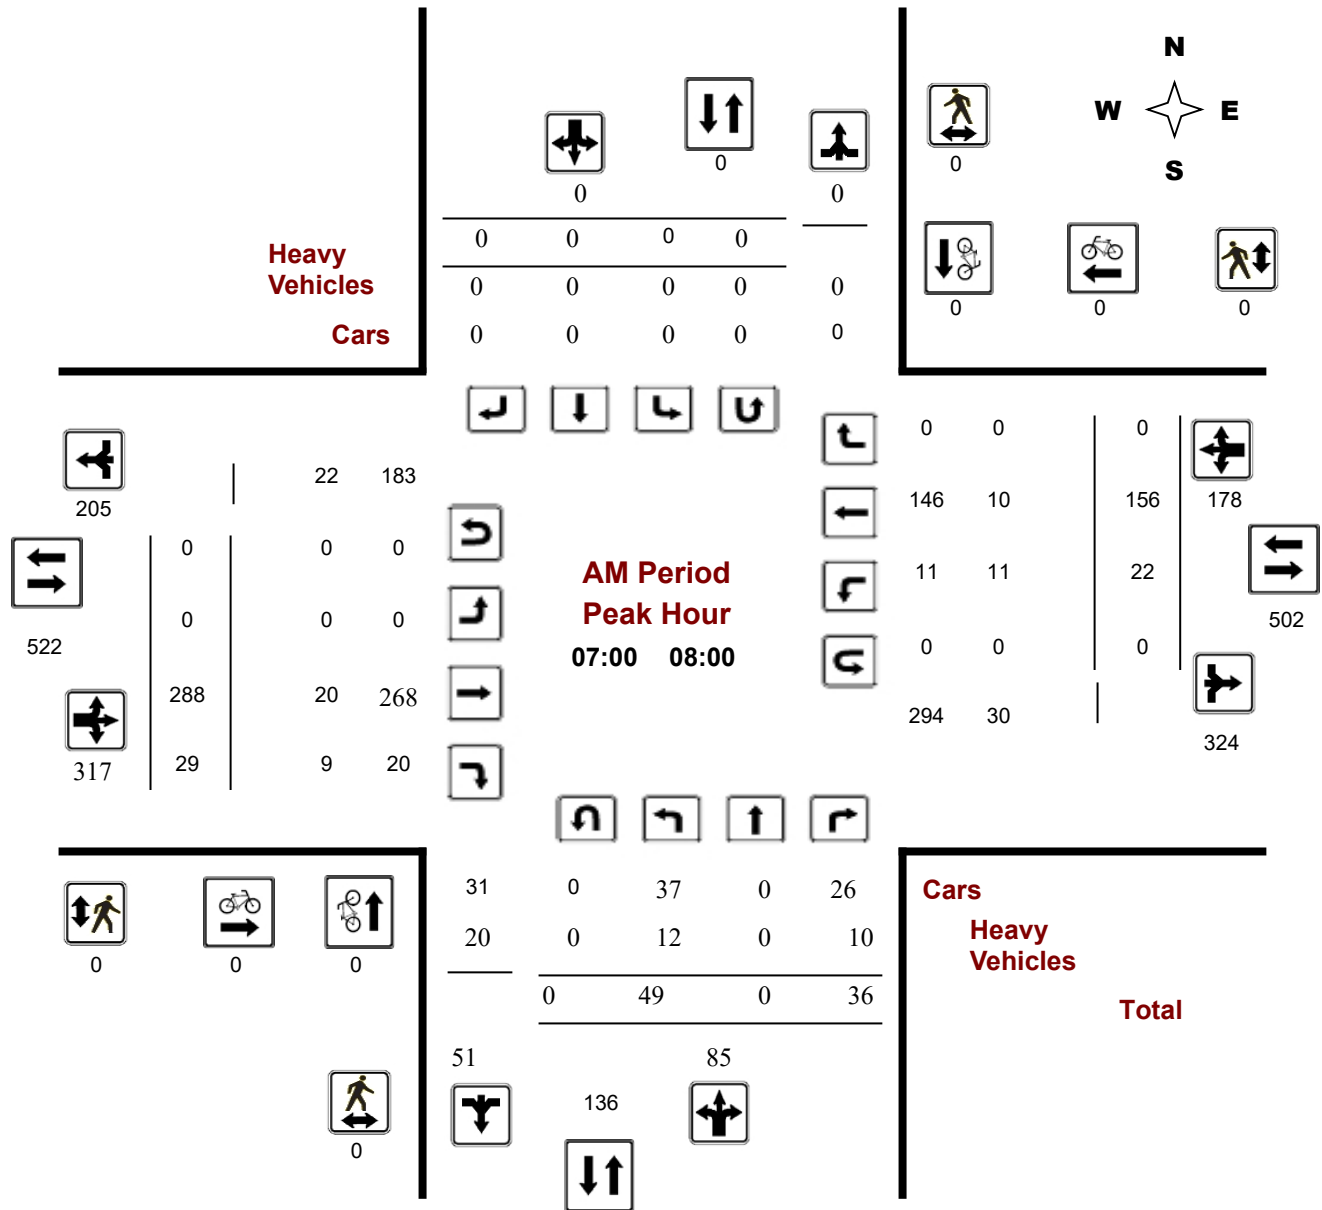 N
W E
S
0
0
0
0 0
0 0 0 0
Heavy
Vehicles
0 0 0 0 0
0 0 0
Cars
0 0 0 0 0
0 0 0
22 183 146 10 156 178
205
0 0 0
AM Period
11 11 22
Peak Hour
502
0 0 0
522
07:00 08:00
0 0 0
288 20 268
294 30
324
317 29 9 20
31 0 37 0 26
Cars
20 0 12 0 10
Heavy
Vehicles
0 0 0
0 49 0 36
Total
51 85
136
0